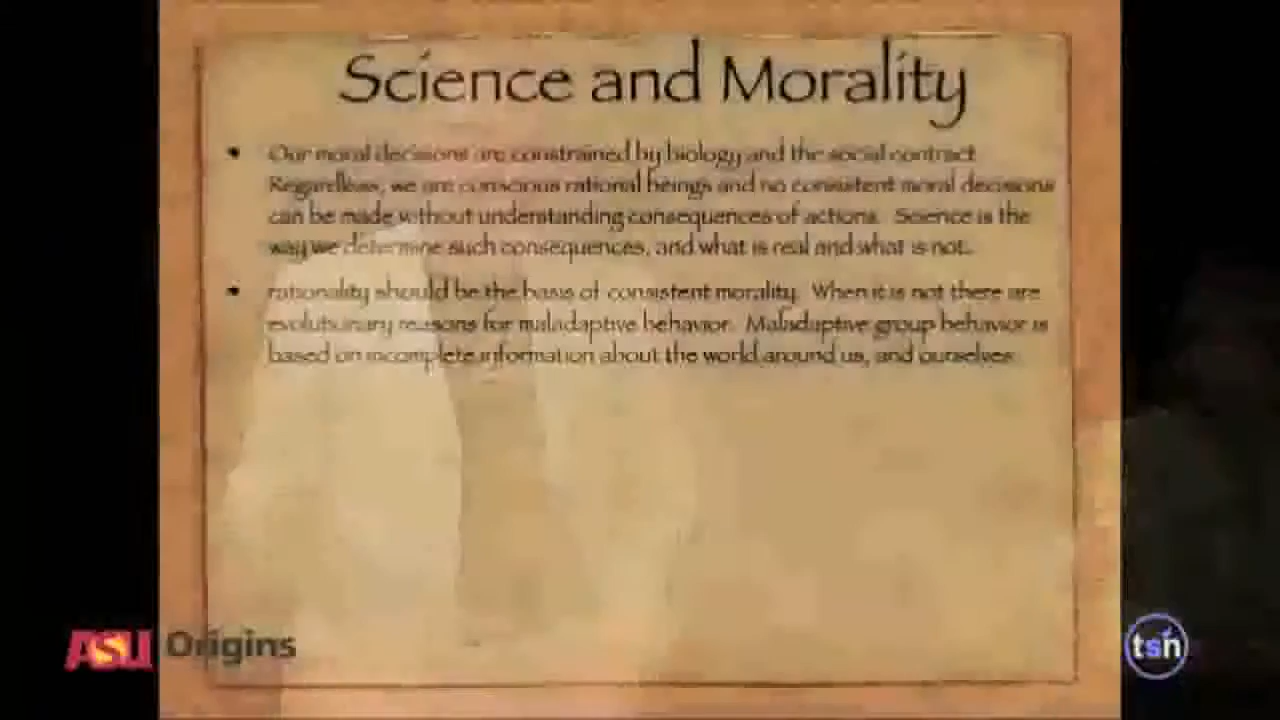 Science and Morality
• Our moral decisions are constrained by biology and the social contract.
Regardless, we are conscious rational beings and no consistent moral decisions
can be made without understanding consequences of actions. Science is the
way we determine such consequences, and what is real and what is not.
• rationality should be the basis of consistent morality. When it is not there are
evolutionary reasons for maladaptive behavior. Maladaptive group behavior is
based on incomplete information about the world around us, and ourselves.
ASU Origins
tsn